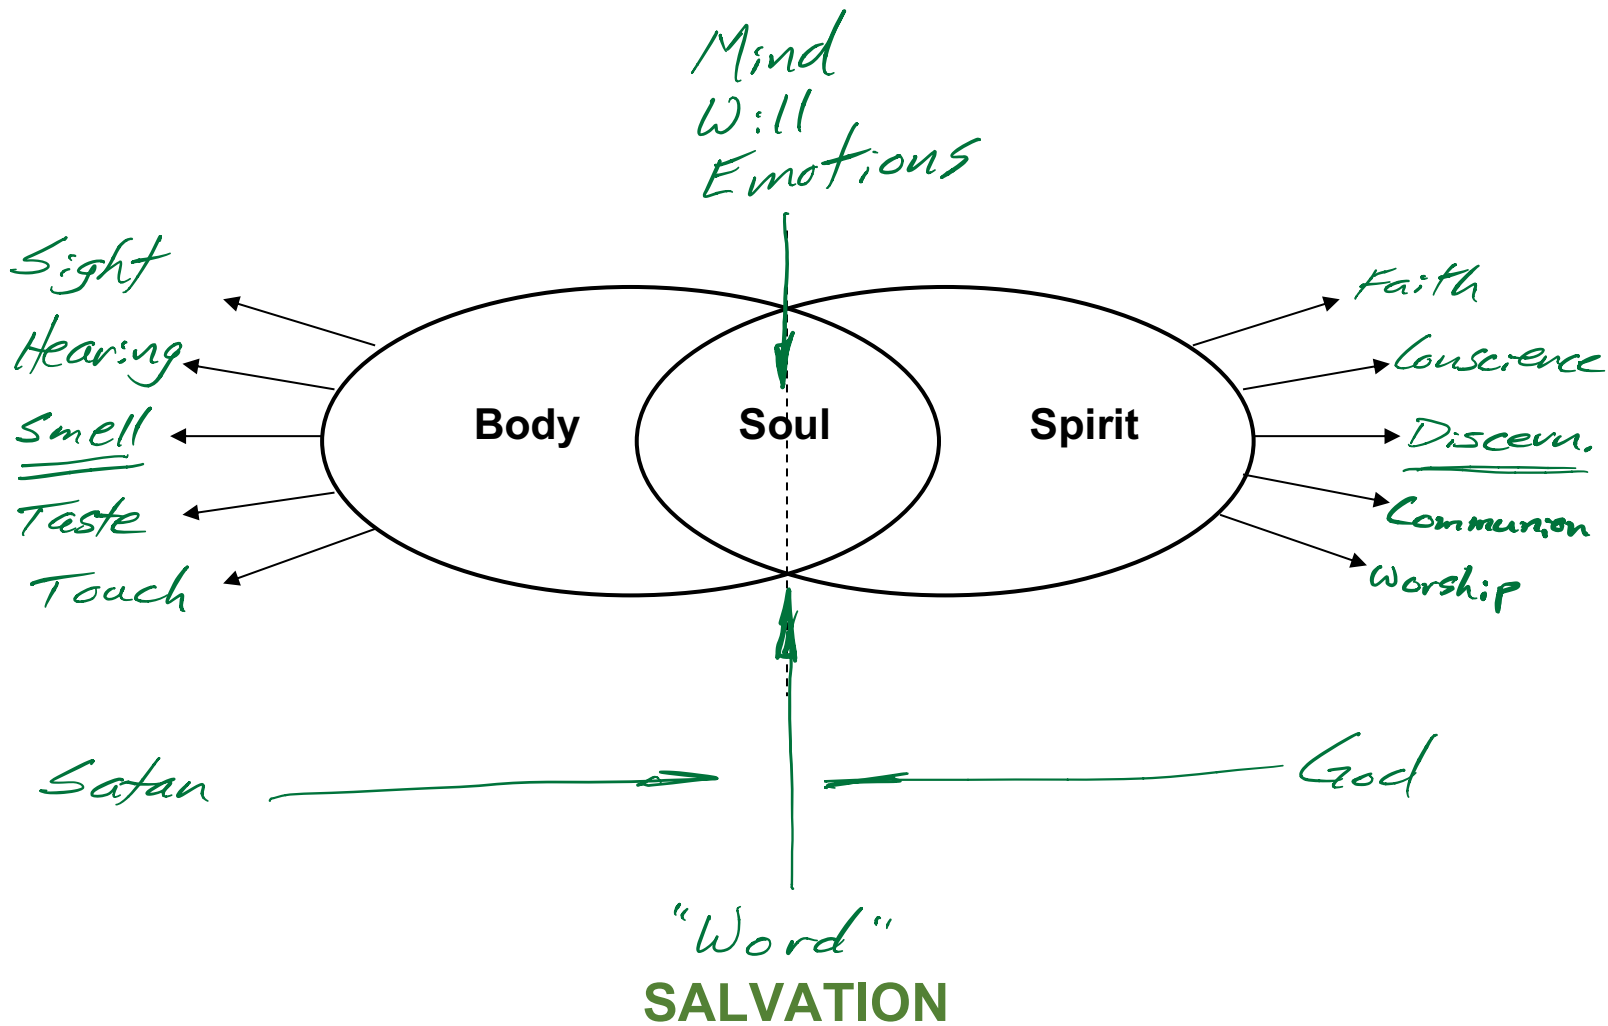 Mind
Will
Emotions
Sight
Hearing
Smell
Taste
Touch
Body
Soul
Spirit
Faith
Conscience
Discern.
Communion
Worship
Satan
God
"Word"
SALVATION